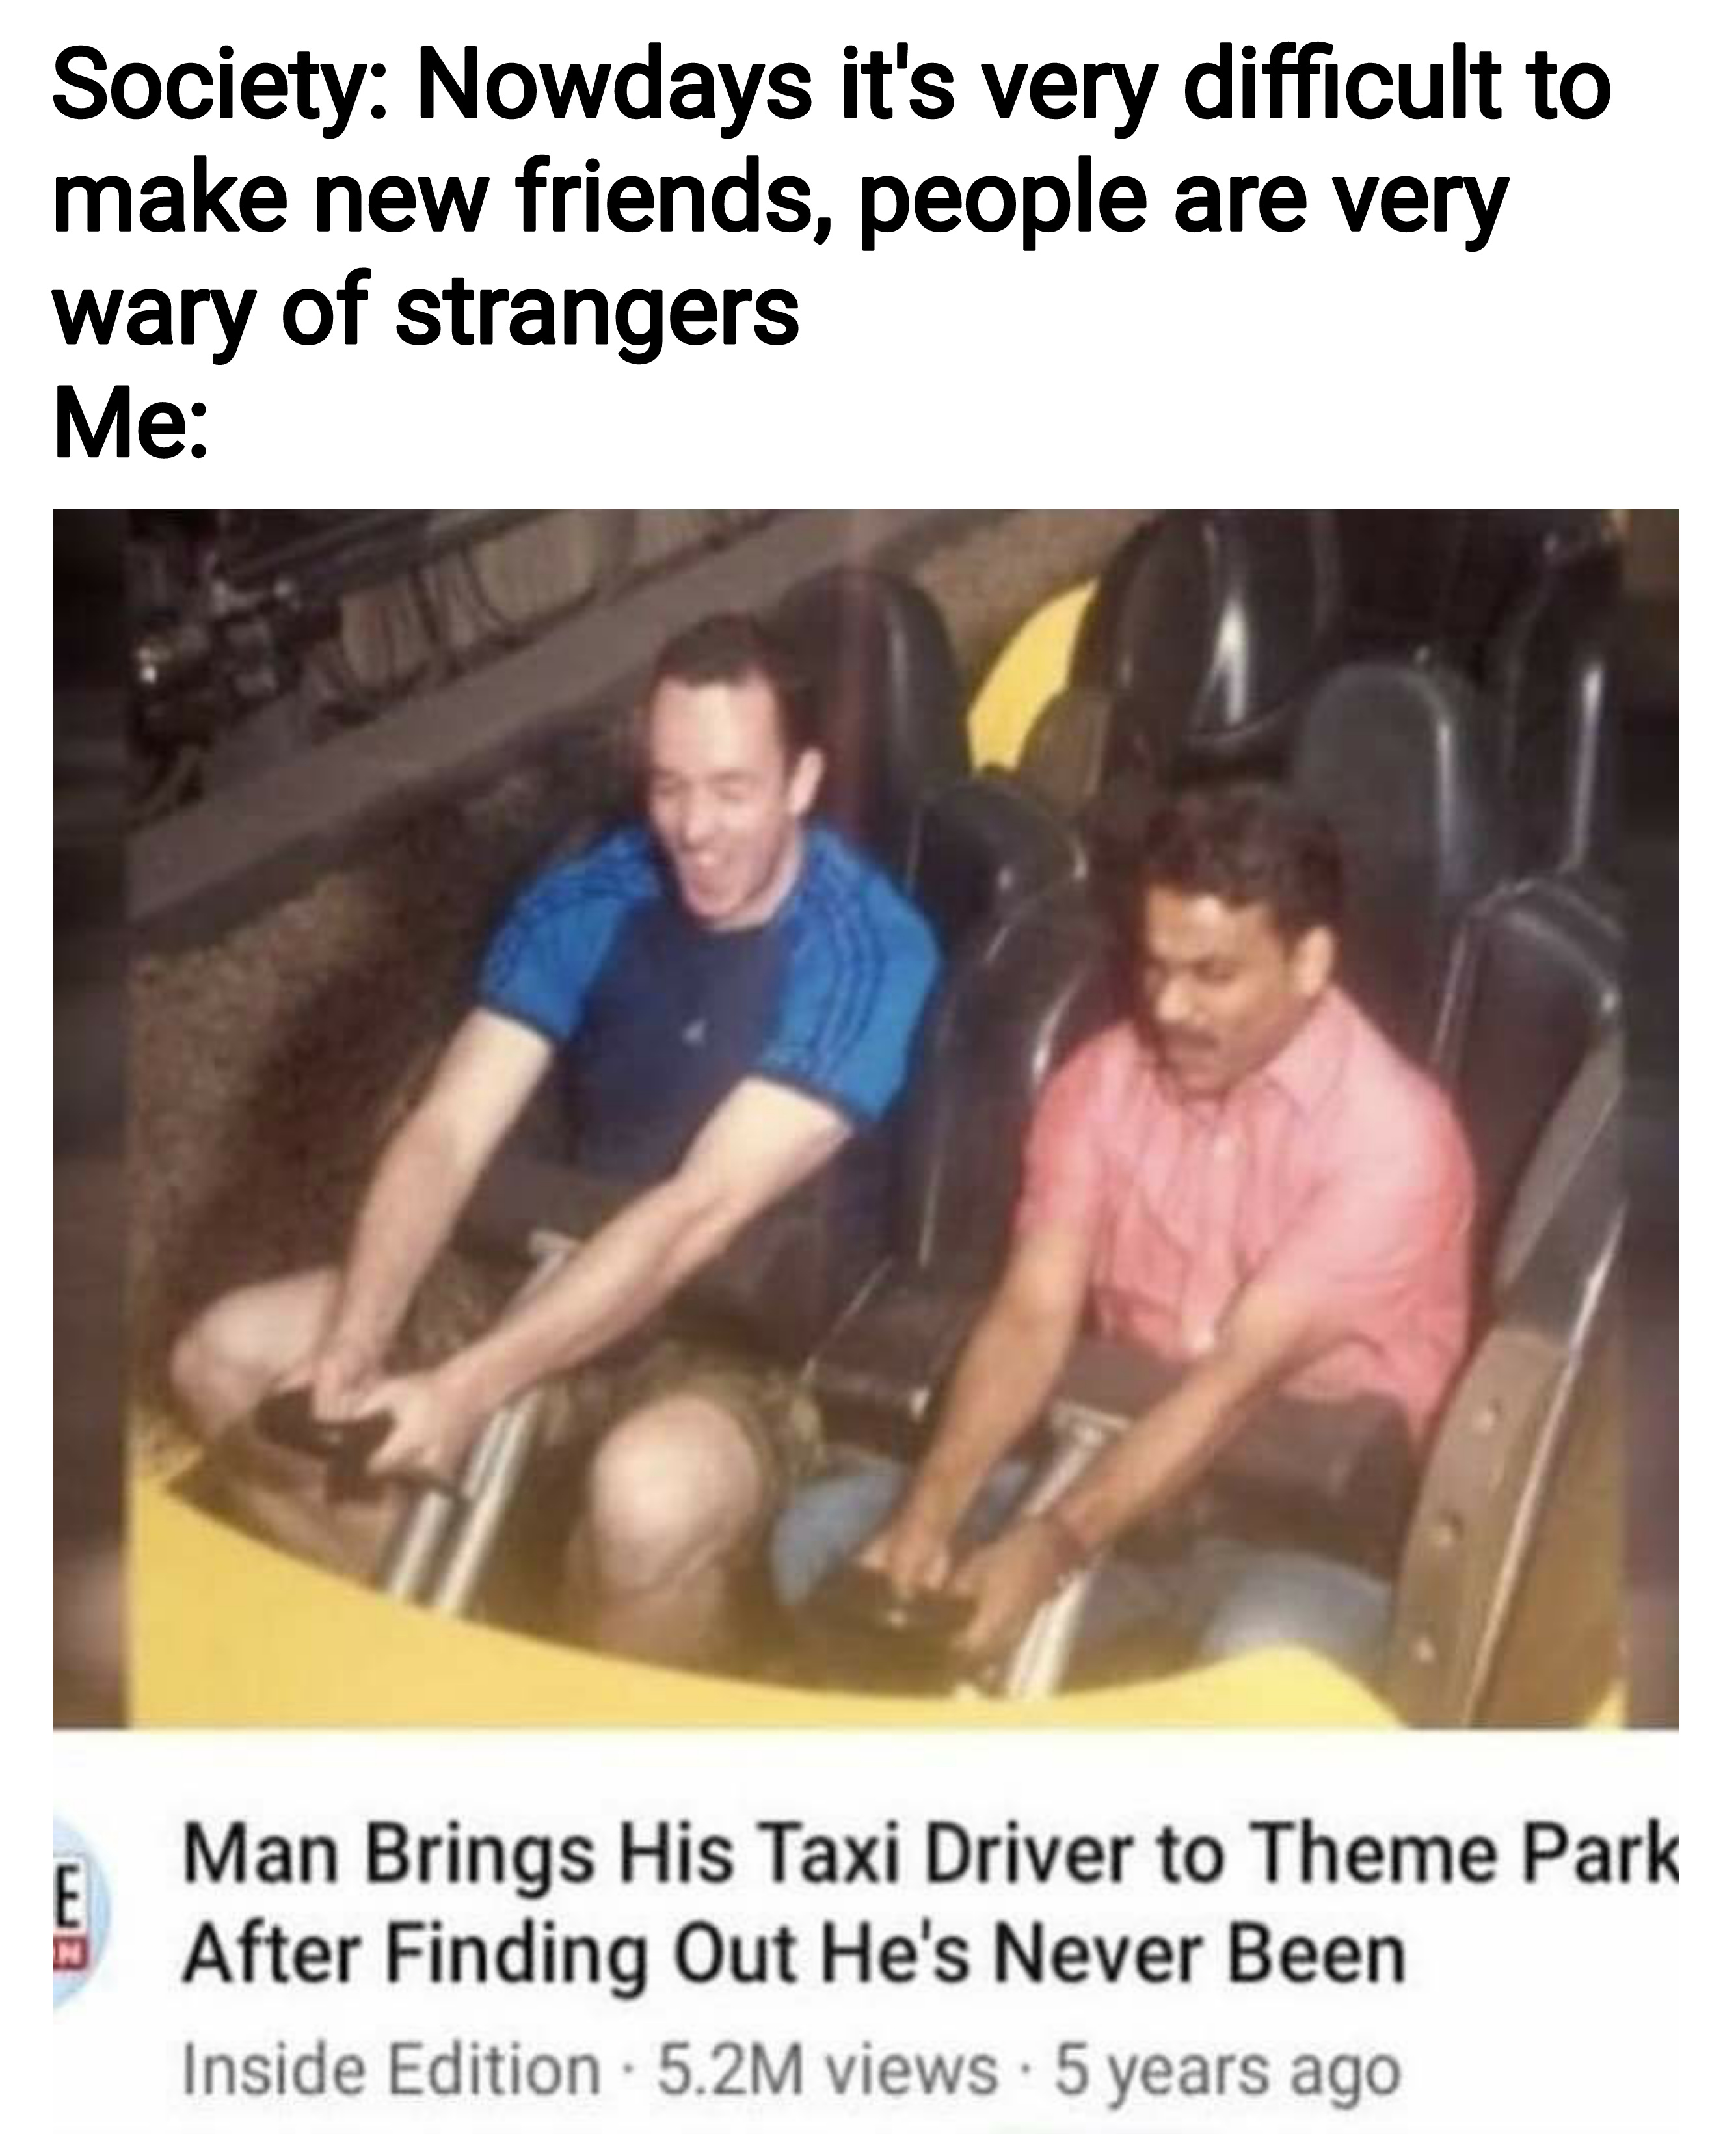 Society: Nowdays it's very difficult to
make new friends, people are very
wary of strangers
Me:
E
N
Man Brings His Taxi Driver to Theme Park
After Finding Out He's Never Been
Inside Edition · 5.2M views · 5 years ago